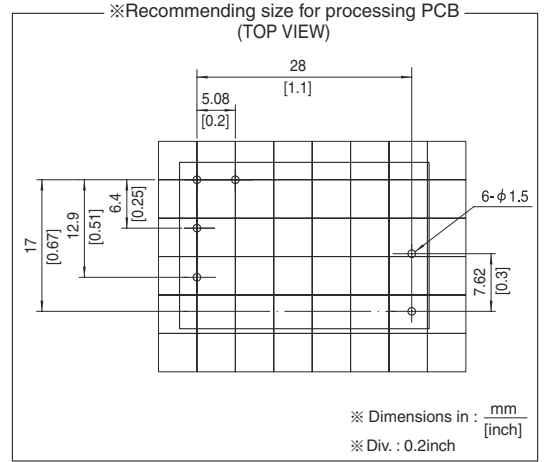 ※Recommending size for processing PCB
(TOP VIEW)
28
[1.1]
5.08
[0.2]
17
[0.67]
12.9
[0.51]
6.4
[0.25]
6-ϕ1.5
7.62
[0.3]
※ Dimensions in : mm
[inch]
※Div. : 0.2inch